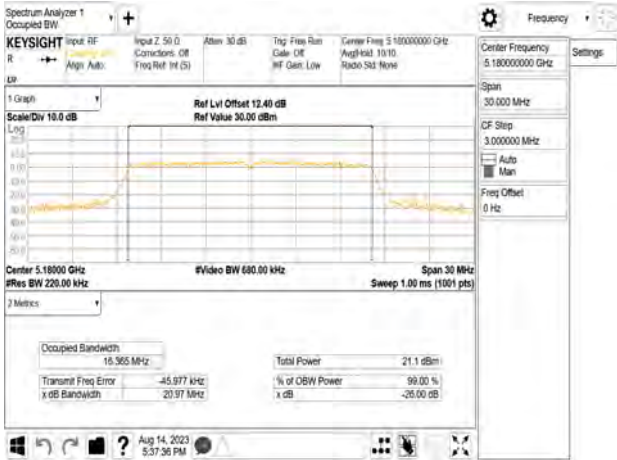 Spectrum Analyzer 1
Occupied BW
+
Frequency
KEYSIGHT
R
Input: RF
Align: Auto
Input Z: 50 Ω
Corrections: Off
Freq Ref: Int (S)
Atten: 30 dB
Trig: Free Run
Gate: Off
#IF Gain: Low
Center Freq: 5.180000000 GHz
Avg|Hold: 10/10
Radio Std: None
Center Frequency
5.180000000 GHz
Settings
Span
30.000 MHz
CF Step
3.000000 MHz
Auto
Man
Freq Offset
0 Hz
1 Graph
Scale/Div 10.0 dB
Ref Lvl Offset 12.40 dB
Ref Value 30.00 dBm
Log
Center 5.18000 GHz
#Res BW 220.00 kHz
#Video BW 680.00 kHz
Span 30 MHz
Sweep 1.00 ms (1001 pts)
2 Metrics
Occupied Bandwidth
16.365 MHz
Total Power
21.1 dBm
Transmit Freq Error
-45.977 kHz
% of OBW Power
99.00 %
x dB Bandwidth
20.97 MHz
x dB
-26.00 dB
?
Aug 14, 2023
5:37:36 PM